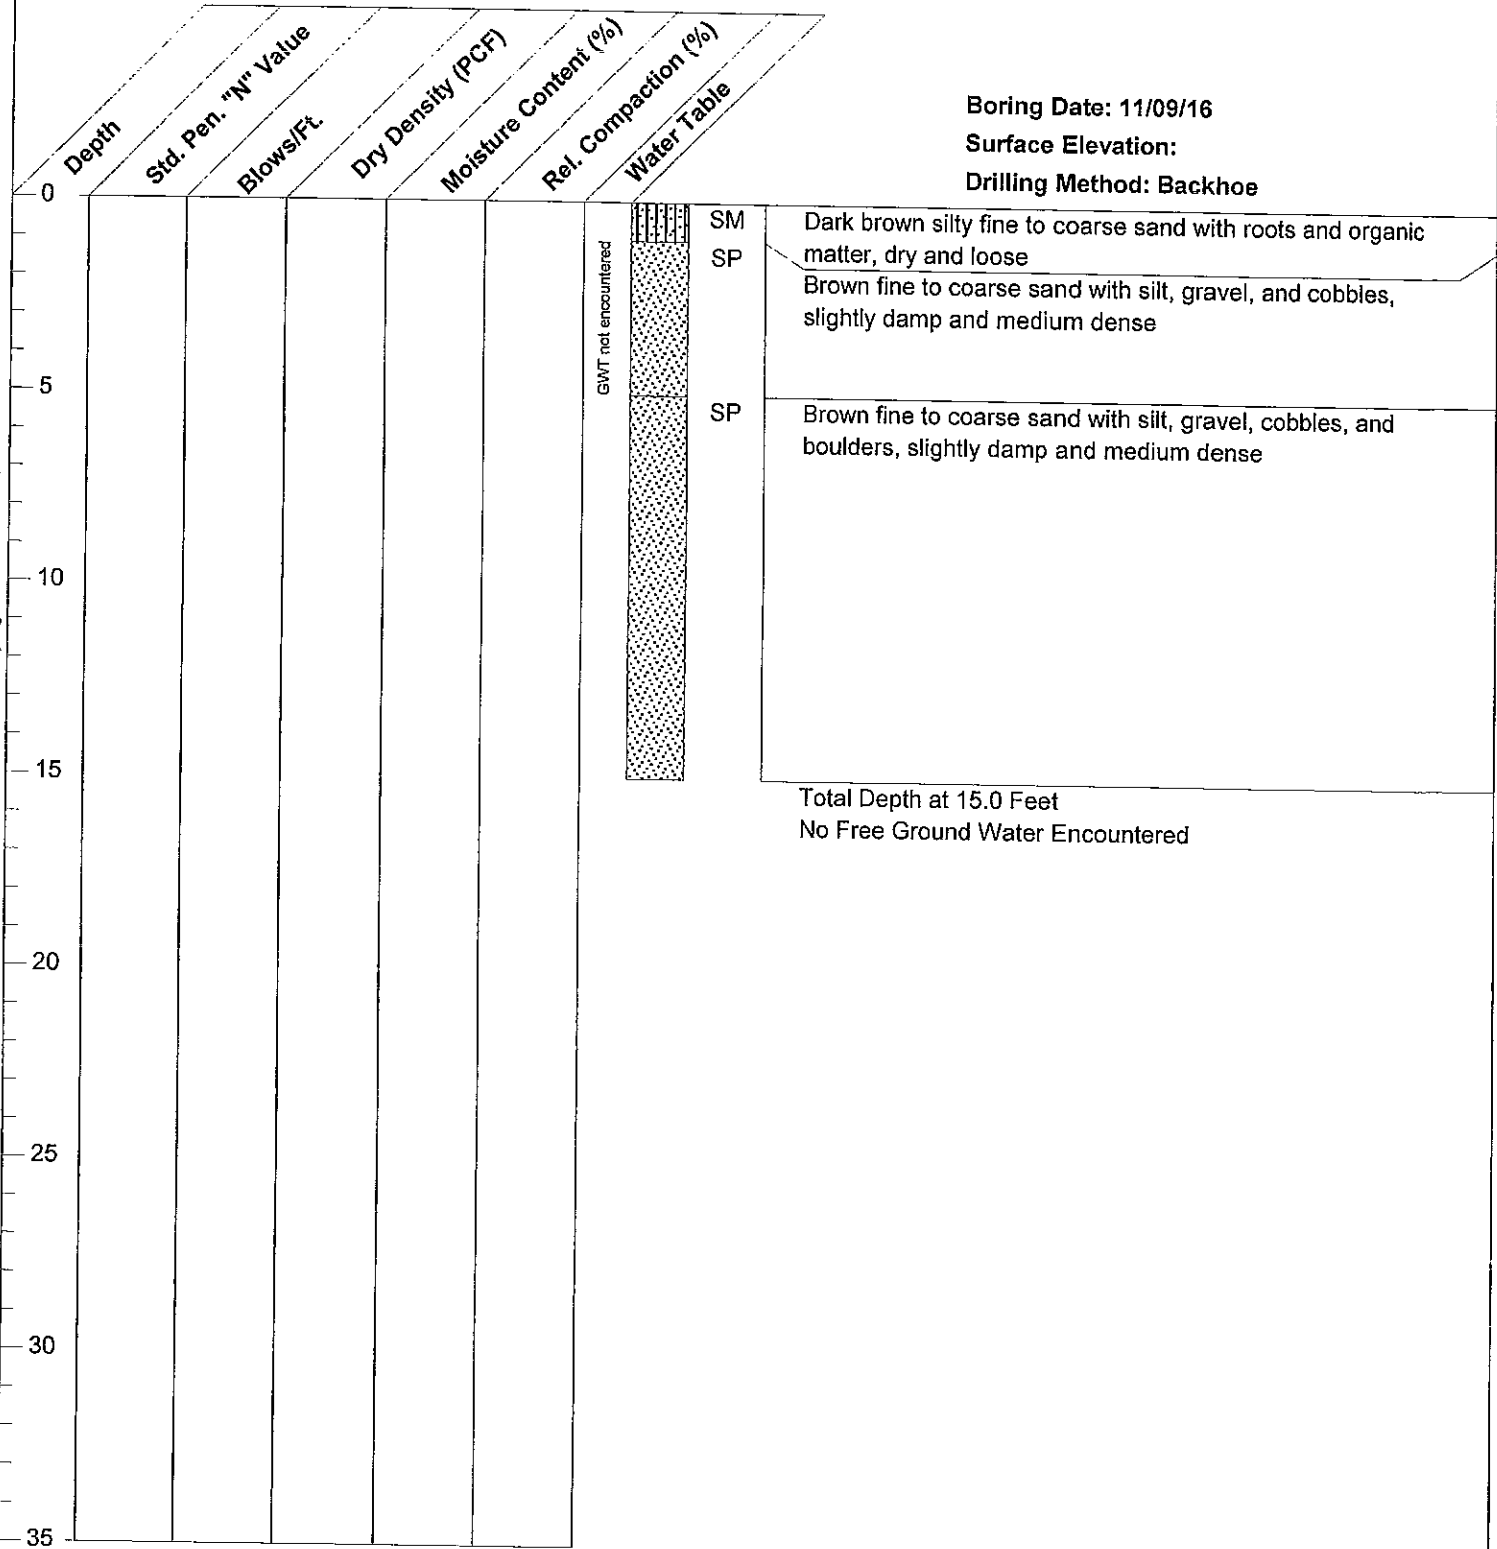 Depth
Std. Pen. "N" Value
Blows/Ft.
Dry Density (PCF)
Moisture Content (%)
Rel. Compaction (%)
Water Table
Boring Date: 11/09/16
Surface Elevation:
Drilling Method: Backhoe
0
GWT not encountered
SM
Dark brown silty fine to coarse sand with roots and organic
matter, dry and loose
SP
Brown fine to coarse sand with silt, gravel, and cobbles,
slightly damp and medium dense
5
SP
Brown fine to coarse sand with silt, gravel, cobbles, and
boulders, slightly damp and medium dense
10
15
Total Depth at 15.0 Feet
No Free Ground Water Encountered
20
25
30
35